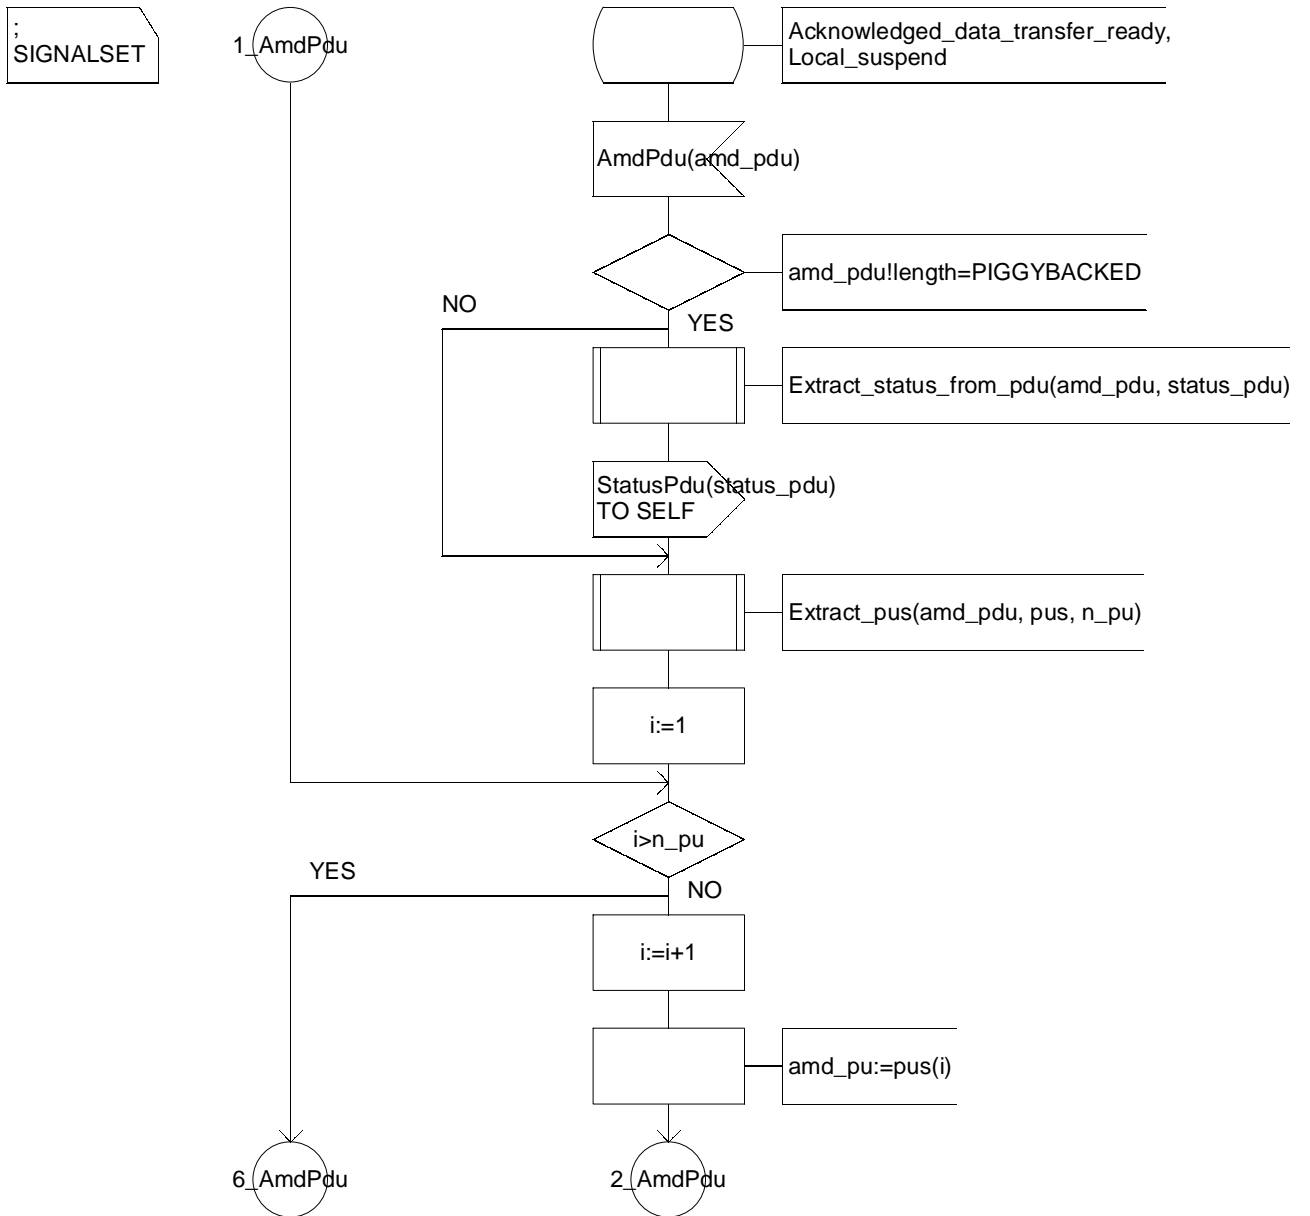 ;
SIGNALSET
1_AmdPdu
Acknowledged_data_transfer_ready,
Local_suspend
AmdPdu(amd_pdu)
amd_pdu!length=PIGGYBACKED
NO
YES
Extract_status_from_pdu(amd_pdu, status_pdu)
StatusPdu(status_pdu)
TO SELF
Extract_pus(amd_pdu, pus, n_pu)
i:=1
i>n_pu
YES
NO
i:=i+1
amd_pu:=pus(i)
6_AmdPdu
2_AmdPdu